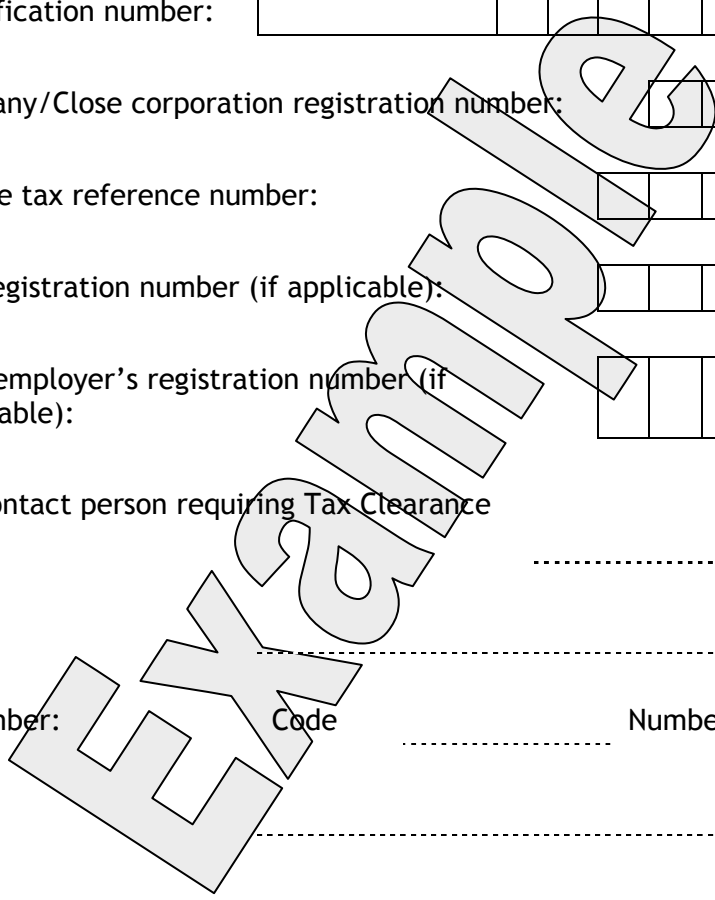 fication number:
any/Close corporation registration number:
e tax reference number:
egistration number (if applicable):
employer’s registration number (if
able):
ontact person requiring Tax Clearance
mber: Code Numbe
Example